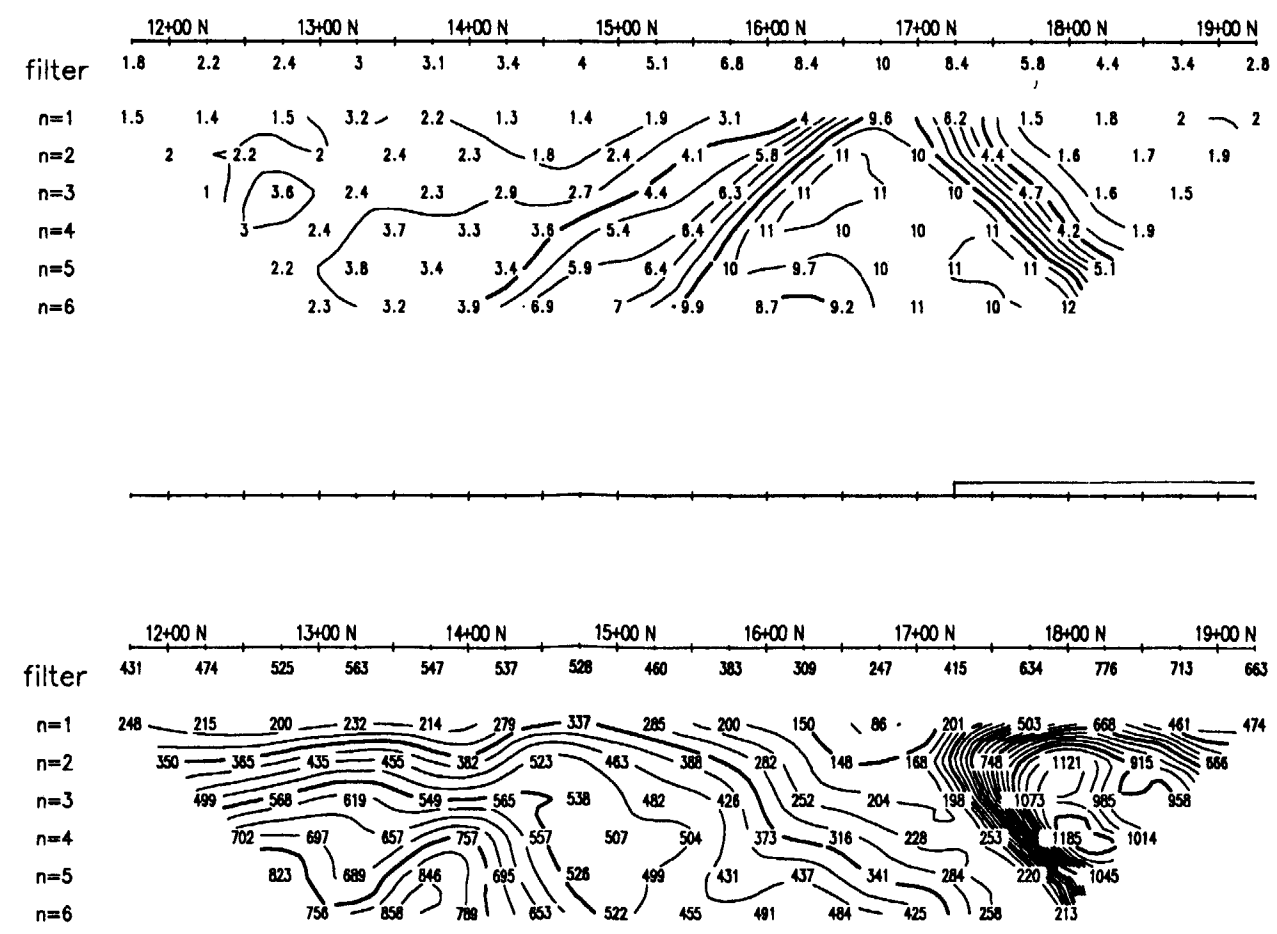 12+00 N 13+00 N 14+00 N 15+00 N 16+00 N 17+00 N 18+00 N 19+00 N
filter 1.8 2.2 2.4 3 3.1 3.4 4 5.1 6.8 8.4 10 8.4 5.8 4.4 3.4 2.8
n=1 1.5 1.4 1.5 3.2 2.2 1.3 1.4 1.9 3.1 4 9.6 6.2 1.5 1.8 2 2
n=2 2 2.2 2 2.4 2.3 1.8 2.4 4.1 5.8 11 10 4.4 1.6 1.7 1.9
n=3 1 3.6 2.4 2.3 2.9 2.7 4.4 6.3 11 11 10 4.7 1.6 1.5
n=4 3 2.4 3.7 3.3 3.6 5.4 6.4 11 10 10 11 4.2 1.9
n=5 2.2 3.8 3.4 3.4 5.9 6.4 10 9.7 10 11 11 5.1
n=6 2.3 3.2 3.9 6.9 7 9.9 8.7 9.2 11 10 12
12+00 N 13+00 N 14+00 N 15+00 N 16+00 N 17+00 N 18+00 N 19+00 N
filter 431 474 525 563 547 537 528 460 383 309 247 415 634 776 713 663
n=1 248 215 200 232 214 279 337 285 200 150 86 201 503 668 461 474
n=2 350 385 435 455 382 523 463 388 282 148 168 748 1121 915 666
n=3 499 568 619 549 565 538 482 426 252 204 198 1073 985 958
n=4 702 697 657 757 557 507 504 373 316 228 253 1185 1014
n=5 823 689 846 695 526 499 431 437 341 284 220 1045
n=6 756 858 789 653 522 455 491 484 425 258 213